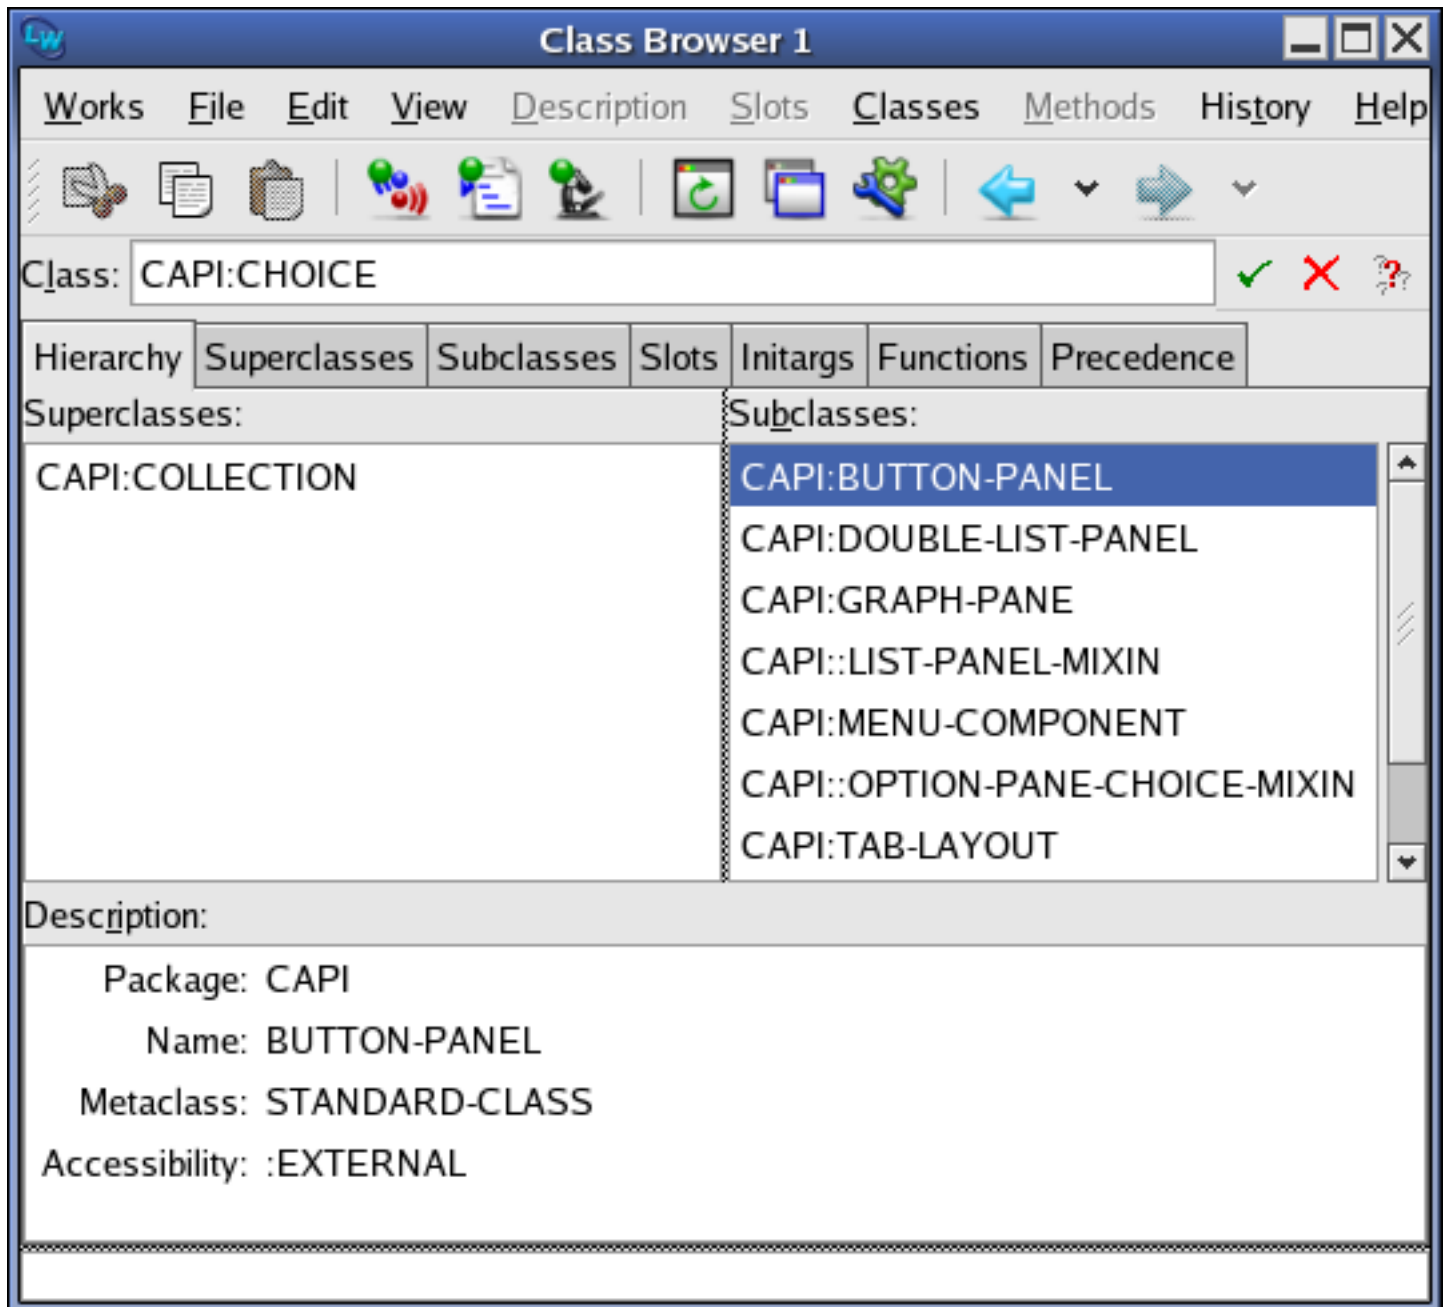 LW
Class Browser 1
Works File Edit View Description Slots Classes Methods History Help
Class: CAPI:CHOICE
Hierarchy Superclasses Subclasses Slots Initargs Functions Precedence
Superclasses:
CAPI:COLLECTION
Subclasses:
CAPI:BUTTON-PANEL
CAPI:DOUBLE-LIST-PANEL
CAPI:GRAPH-PANE
CAPI::LIST-PANEL-MIXIN
CAPI:MENU-COMPONENT
CAPI::OPTION-PANE-CHOICE-MIXIN
CAPI:TAB-LAYOUT
Description:
Package: CAPI
Name: BUTTON-PANEL
Metaclass: STANDARD-CLASS
Accessibility: :EXTERNAL